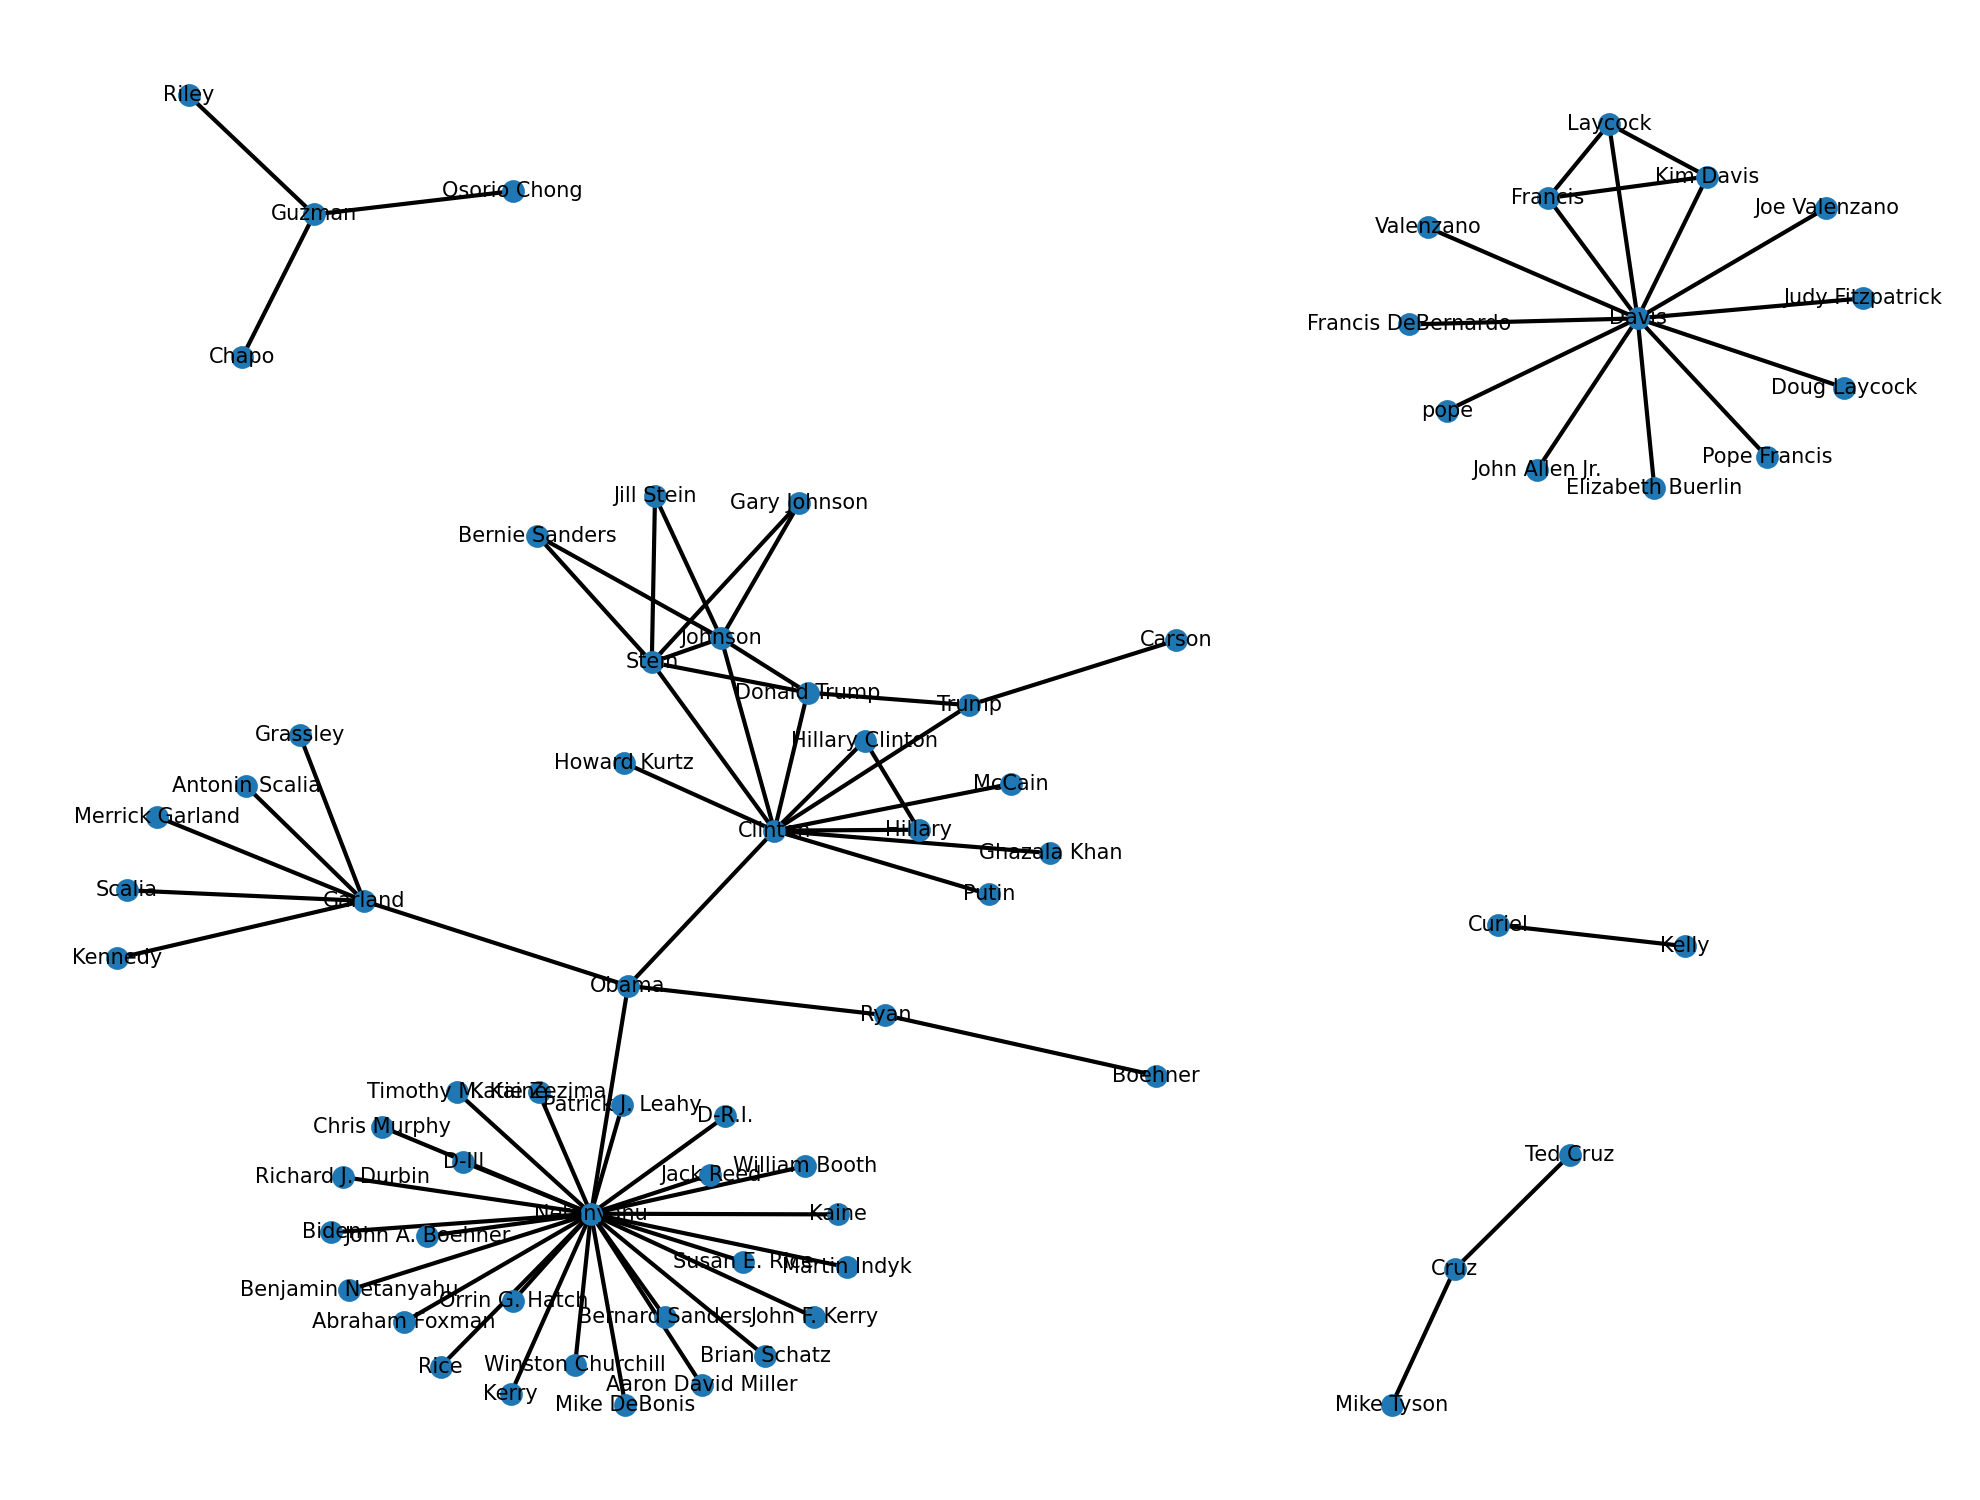 Riley
Laycock
Kim Davis
Osorio Chong
Francis
Joe Valenzano
Guzman
Valenzano
Judy Fitzpatrick
Davis
Francis DeBernardo
Chapo
Doug Laycock
pope
Pope Francis
John Allen Jr.
Elizabeth Buerlin
Jill Stein
Gary Johnson
Bernie Sanders
Johnson
Carson
Stein
Donald Trump
Trump
Grassley
Hillary Clinton
Howard Kurtz
Antonin Scalia
McCain
Merrick Garland
Clinton
Hillary
Ghazala Khan
Scalia
Putin
Garland
Curiel
Kelly
Kennedy
Obama
Ryan
Boehner
Timothy M. Kaine
Katie Zezima
Patrick J. Leahy
D-R.I.
Chris Murphy
Ted Cruz
D-Ill
William Booth
Richard J. Durbin
Jack Reed
Netanyahu
Kaine
Biden
John A. Boehner
Susan E. Rice
Martin Indyk
Cruz
Benjamin Netanyahu
Orrin G. Hatch
Abraham Foxman
Bernard Sanders
John F. Kerry
Brian Schatz
Rice
Winston Churchill
Aaron David Miller
Kerry
Mike DeBonis
Mike Tyson